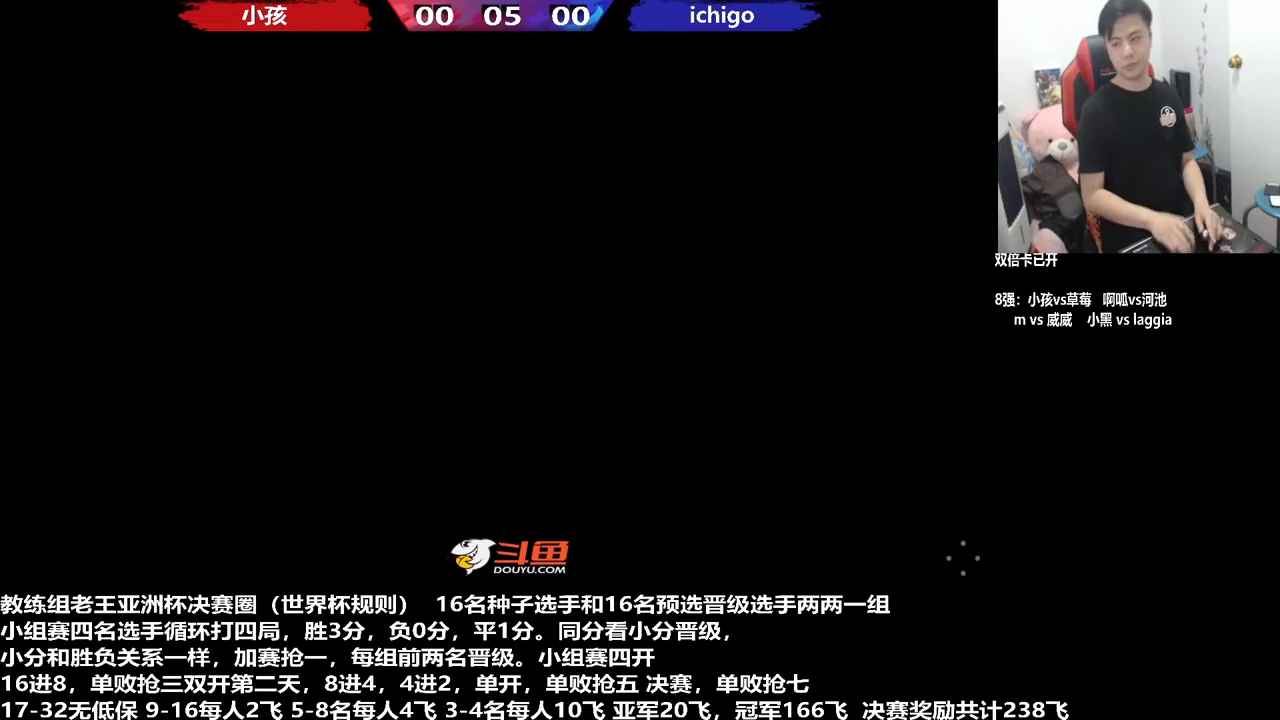 小孩 00 05 00 ichigo
双倍卡已开
8强：小孩vs草莓 啊呱vs河池
m vs 威威 小黑 vs laggia
斗鱼
DOUYU.COM
教练组老王亚洲杯决赛圈（世界杯规则） 16名种子选手和16名预选晋级选手两两一组
小组赛四名选手循环打四局，胜3分，负0分，平1分。同分看小分晋级，
小分和胜负关系一样，加赛抢一，每组前两名晋级。小组赛四开
16进8，单败抢三双开第二天，8进4，4进2，单开，单败抢五 决赛，单败抢七
17-32无低保 9-16每人2飞 5-8名每人4飞 3-4名每人10飞 亚军20飞，冠军166飞 决赛奖励共计238飞